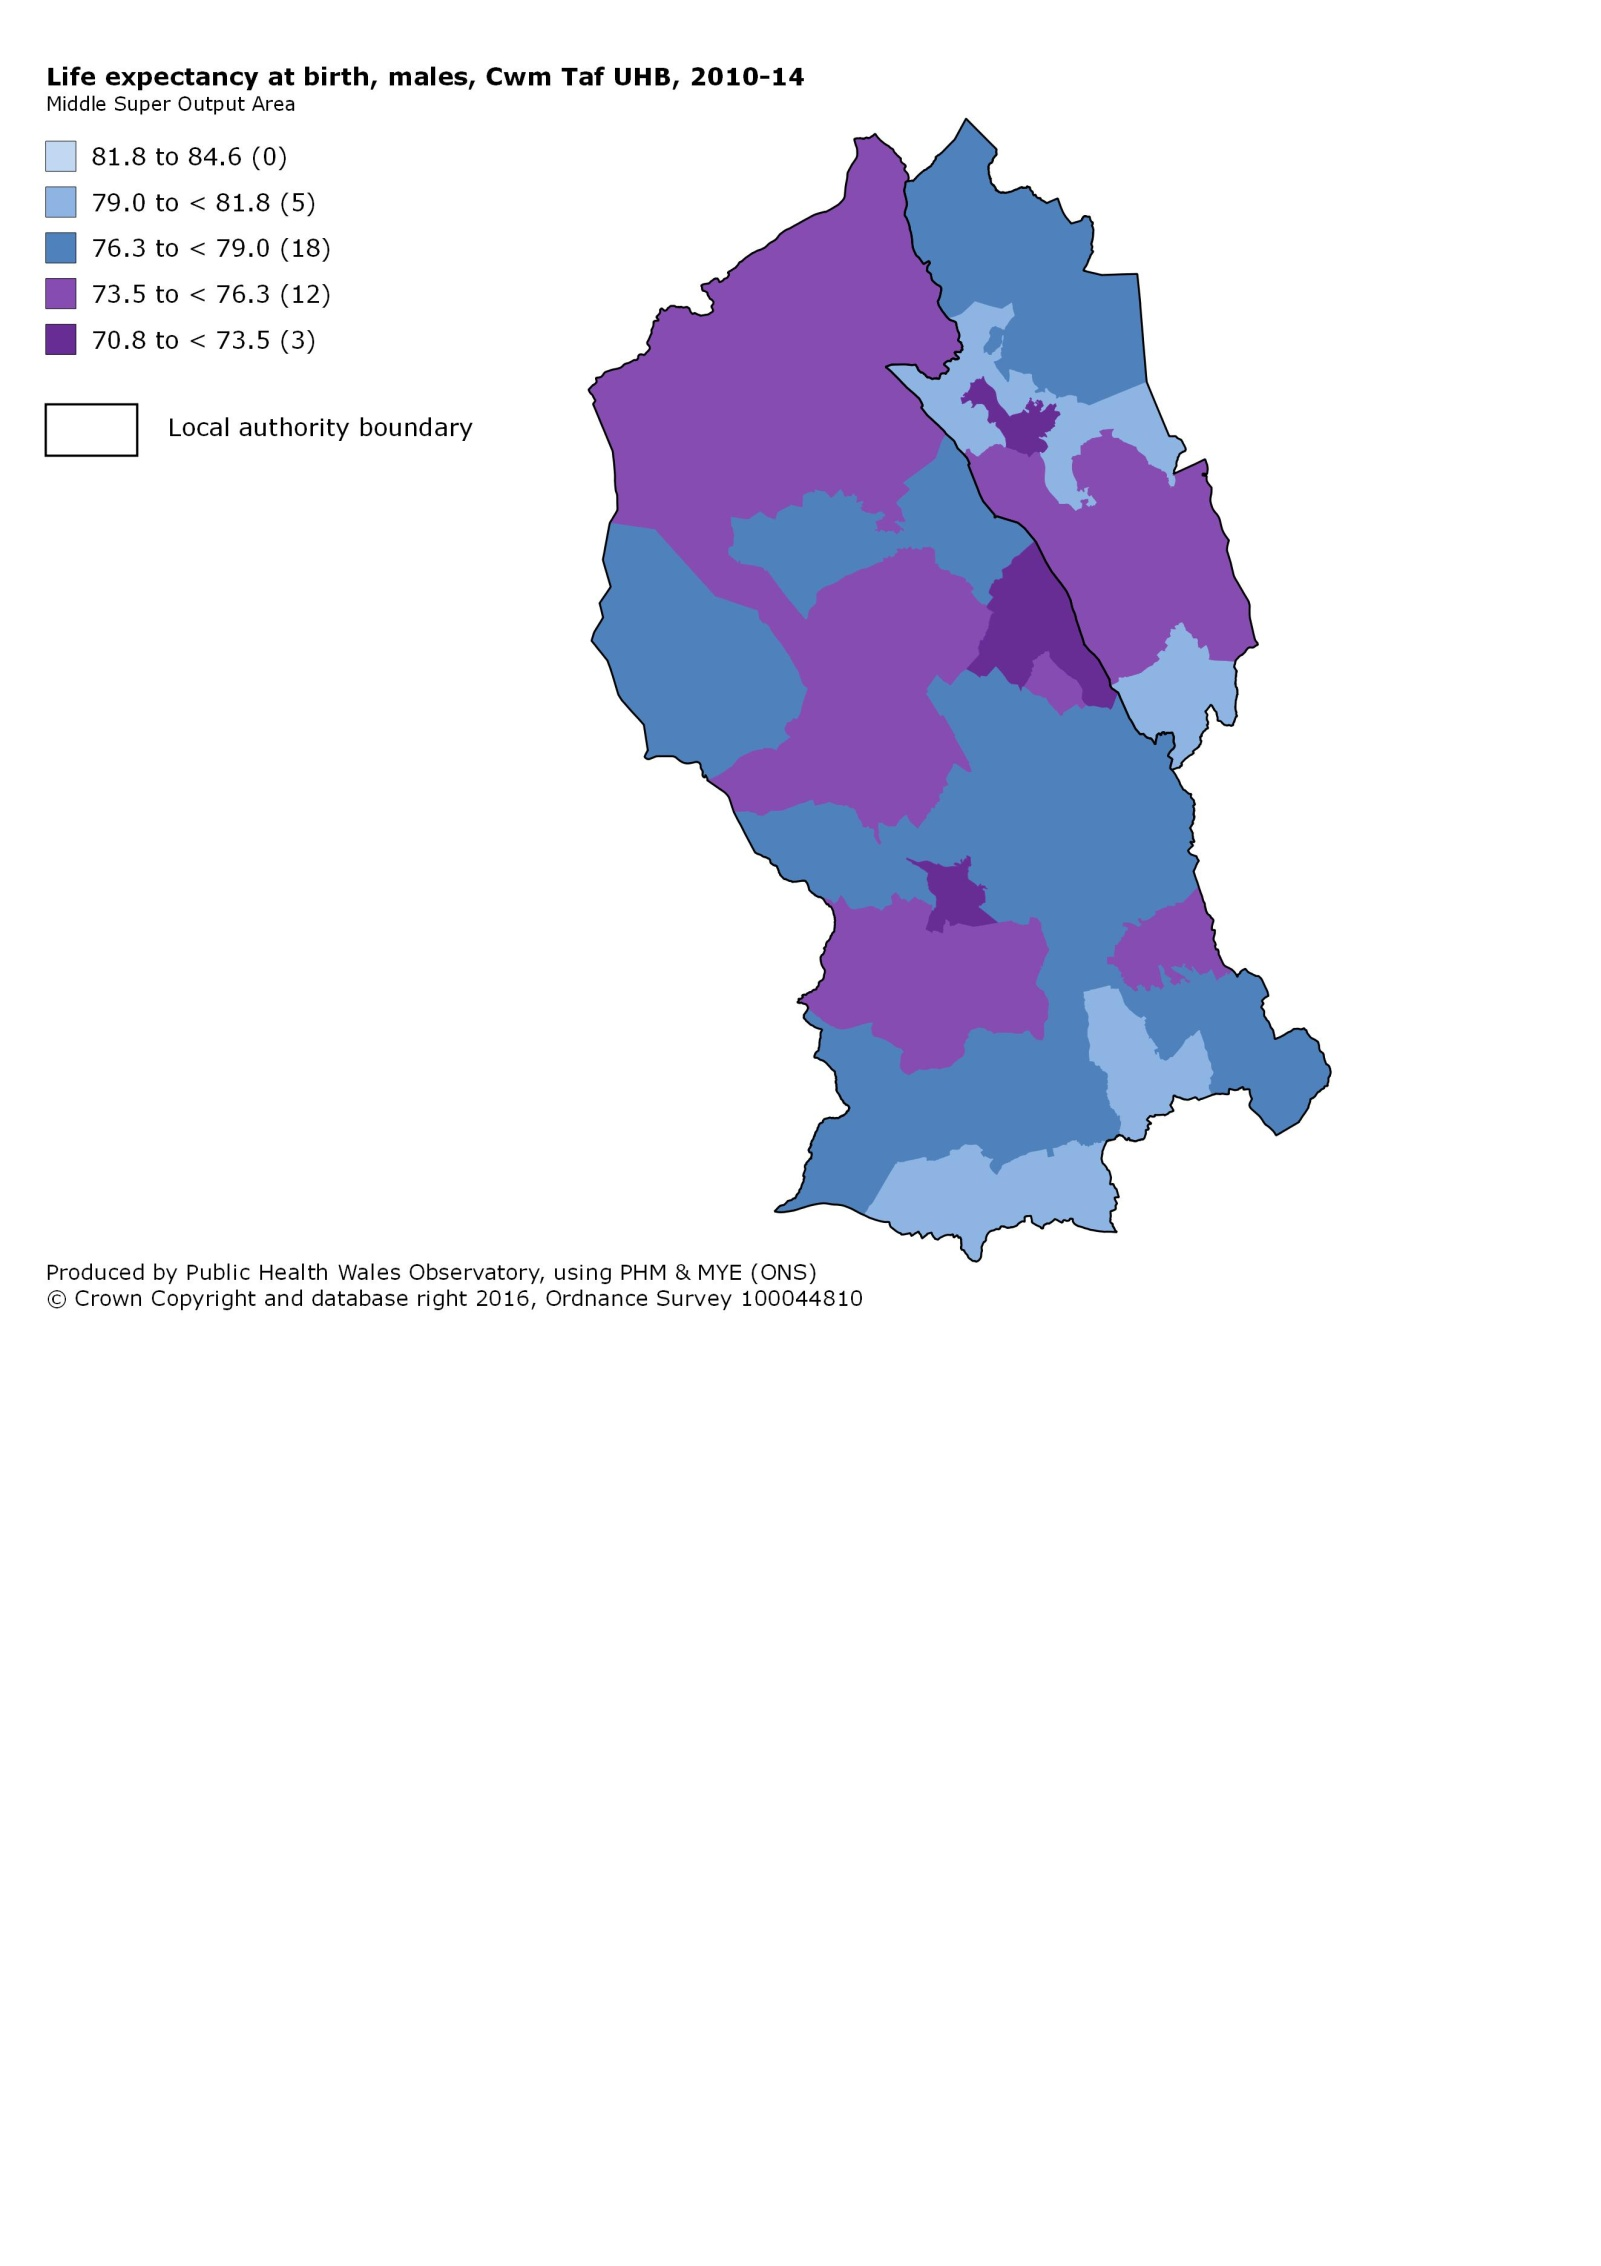 Life expectancy at birth, males, Cwm Taf UHB, 2010-14
Middle Super Output Area
81.8 to 84.6 (0)
79.0 to < 81.8 (5)
76.3 to < 79.0 (18)
73.5 to < 76.3 (12)
70.8 to < 73.5 (3)
Local authority boundary
Produced by Public Health Wales Observatory, using PHM & MYE (ONS)
© Crown Copyright and database right 2016, Ordnance Survey 100044810